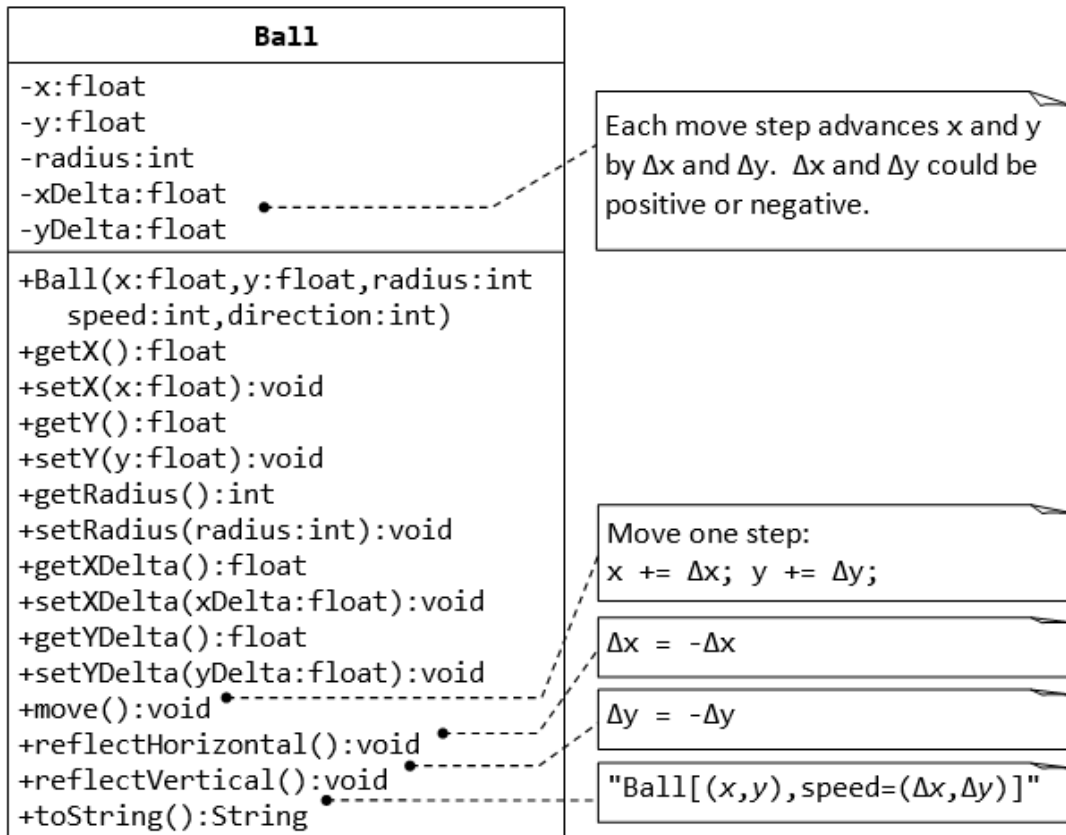 Ball
-x:float
-y:float
-radius:int
-xDelta:float
-yDelta:float
Each move step advances x and y
by Δx and Δy.  Δx and Δy could be
positive or negative.
+Ball(x:float,y:float,radius:int
speed:int,direction:int)
+getX():float
+setX(x:float):void
+getY():float
+setY(y:float):void
+getRadius():int
+setRadius(radius:int):void
+getXDelta():float
+setXDelta(xDelta:float):void
+getYDelta():float
+setYDelta(yDelta:float):void
+move():void
+reflectHorizontal():void
+reflectVertical():void
+toString():String
Move one step:
x += Δx; y += Δy;
Δx = -Δx
Δy = -Δy
"Ball[(x,y),speed=(Δx,Δy)]"